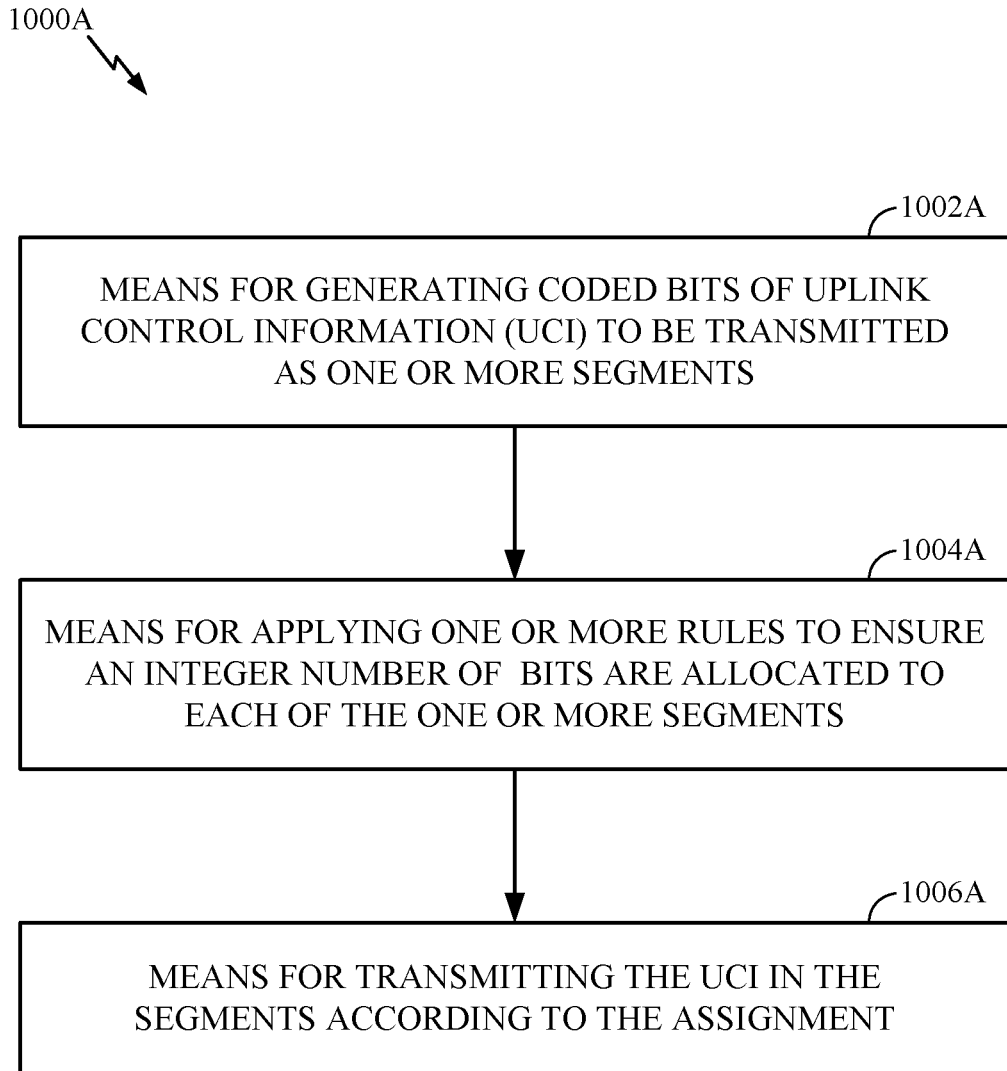 1000A
1002A
MEANS FOR GENERATING CODED BITS OF UPLINK
CONTROL INFORMATION (UCI) TO BE TRANSMITTED
AS ONE OR MORE SEGMENTS
1004A
MEANS FOR APPLYING ONE OR MORE RULES TO ENSURE
AN INTEGER NUMBER OF BITS ARE ALLOCATED TO
EACH OF THE ONE OR MORE SEGMENTS
1006A
MEANS FOR TRANSMITTING THE UCI IN THE
SEGMENTS ACCORDING TO THE ASSIGNMENT